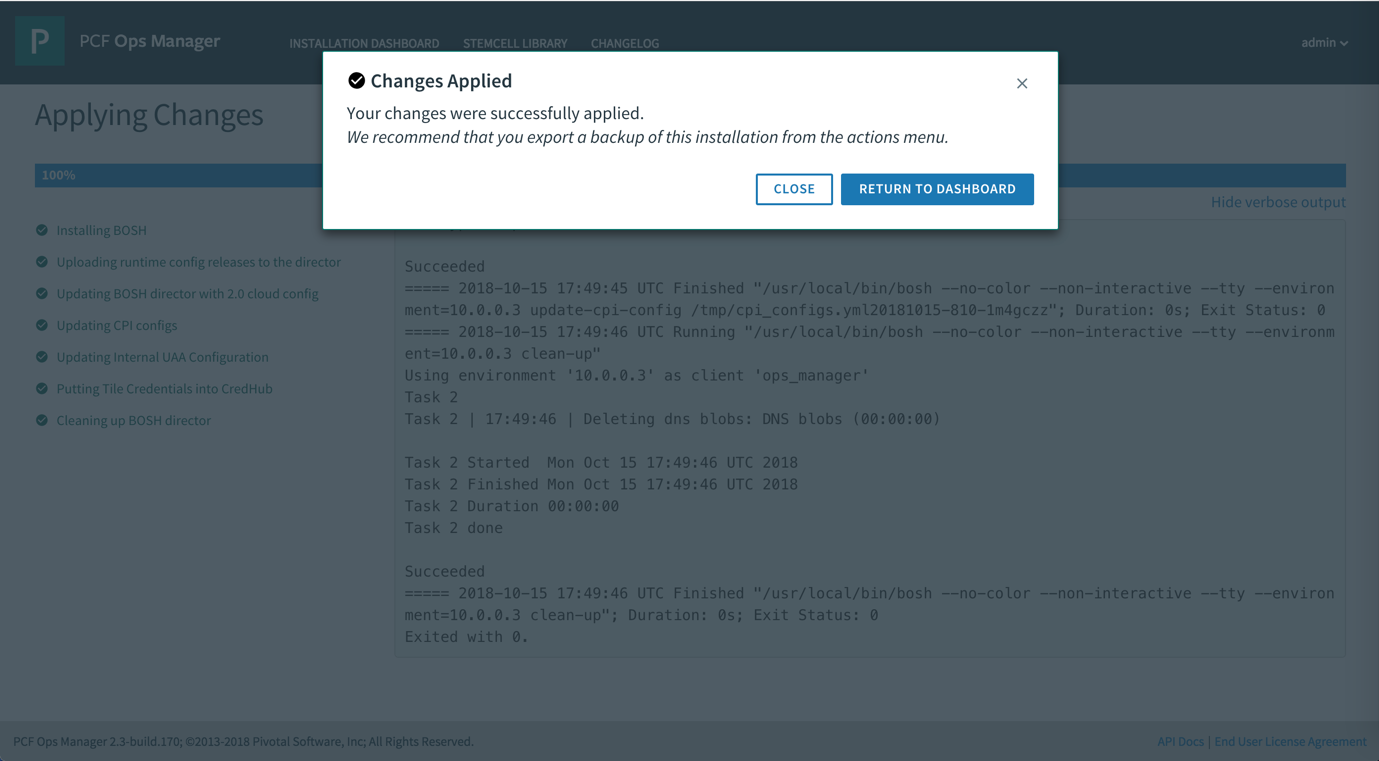 P
PCF Ops Manager
INSTALLATION DASHBOARD STEMCELL LIBRARY CHANGELOG
admin
Changes Applied
Your changes were successfully applied.
We recommend that you export a backup of this installation from the actions menu.
CLOSE RETURN TO DASHBOARD
Applying Changes
100%
Hide verbose output
Installing BOSH
Uploading runtime config releases to the director
Updating BOSH director with 2.0 cloud config
Updating CPI configs
Updating Internal UAA Configuration
Putting Tile Credentials into CredHub
Cleaning up BOSH director
Succeeded
===== 2018-10-15 17:49:45 UTC Finished "/usr/local/bin/bosh --no-color --non-interactive --tty --environ
ment=10.0.0.3 update-cpi-config /tmp/cpi_configs.yml20181015-810-1m4gczz"; Duration: 0s; Exit Status: 0
===== 2018-10-15 17:49:46 UTC Running "/usr/local/bin/bosh --no-color --non-interactive --tty --environm
ent=10.0.0.3 clean-up"
Using environment '10.0.0.3' as client 'ops_manager'
Task 2
Task 2 | 17:49:46 | Deleting dns blobs: DNS blobs (00:00:00)
Task 2 Started  Mon Oct 15 17:49:46 UTC 2018
Task 2 Finished Mon Oct 15 17:49:46 UTC 2018
Task 2 Duration 00:00:00
Task 2 done
Succeeded
===== 2018-10-15 17:49:46 UTC Finished "/usr/local/bin/bosh --no-color --non-interactive --tty --environ
ment=10.0.0.3 clean-up"; Duration: 0s; Exit Status: 0
Exited with 0.
PCF Ops Manager 2.3-build.170; ©2013-2018 Pivotal Software, Inc; All Rights Reserved.
API Docs | End User License Agreement